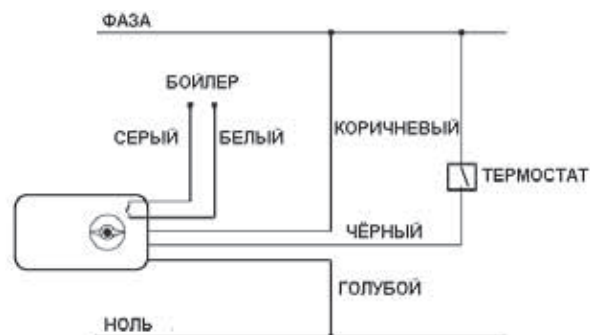 ФАЗА
БОЙЛЕР
СЕРЫЙ
БЕЛЫЙ
КОРИЧНЕВЫЙ
ТЕРМОСТАТ
ЧЁРНЫЙ
ГОЛУБОЙ
НОЛЬ